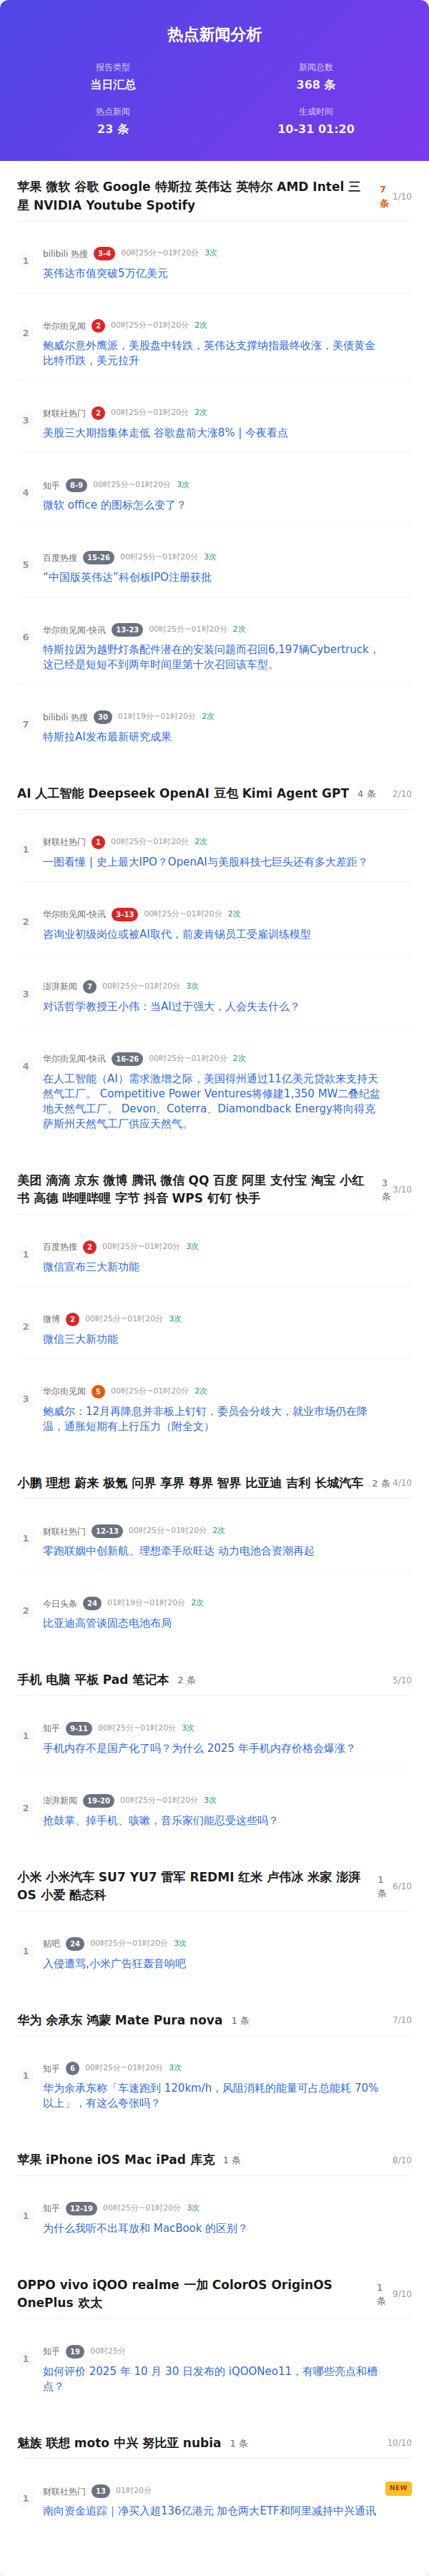 热点新闻分析
报告类型
当日汇总
新闻总数
368 条
热点新闻
23 条
生成时间
10-31 01:20
苹果 微软 谷歌 Google 特斯拉 英伟达 英特尔 AMD Intel 三
星 NVIDIA Youtube Spotify
7
条
1/10
1
bilibili 热搜 3-4 00时25分~01时20分 3次
英伟达市值突破5万亿美元
2
华尔街见闻 2 00时25分~01时20分 2次
鲍威尔意外鹰派，美股盘中转跌，英伟达支撑纳指最终收涨，美债黄金
比特币跌，美元拉升
3
财联社热门 2 00时25分~01时20分 2次
美股三大期指集体走低 谷歌盘前大涨8% | 今夜看点
4
知乎 8-9 00时25分~01时20分 3次
微软 office 的图标怎么变了？
5
百度热搜 15-26 00时25分~01时20分 3次
“中国版英伟达”科创板IPO注册获批
6
华尔街见闻-快讯 13-23 00时25分~01时20分 2次
特斯拉因为越野灯条配件潜在的安装问题而召回6,197辆Cybertruck，
这已经是短短不到两年时间里第十次召回该车型。
7
bilibili 热搜 30 01时19分~01时20分 2次
特斯拉AI发布最新研究成果
AI 人工智能 Deepseek OpenAI 豆包 Kimi Agent GPT 4 条 2/10
1
财联社热门 1 00时25分~01时20分 2次
一图看懂 | 史上最大IPO？OpenAI与美股科技七巨头还有多大差距？
2
华尔街见闻-快讯 3-13 00时25分~01时20分 2次
咨询业初级岗位或被AI取代，前麦肯锡员工受雇训练模型
3
澎湃新闻 7 00时25分~01时20分 3次
对话哲学教授王小伟：当AI过于强大，人会失去什么？
4
华尔街见闻-快讯 16-26 00时25分~01时20分 2次
在人工智能（AI）需求激增之际，美国得州通过11亿美元贷款来支持天
然气工厂。 Competitive Power Ventures将修建1,350 MW二叠纪盆
地天然气工厂。 Devon、Coterra、Diamondback Energy将向得克
萨斯州天然气工厂供应天然气。
美团 滴滴 京东 微博 腾讯 微信 QQ 百度 阿里 支付宝 淘宝 小红
书 高德 哔哩哔哩 字节 抖音 WPS 钉钉 快手
3
条
3/10
1
百度热搜 2 00时25分~01时20分 3次
微信宣布三大新功能
2
微博 2 00时25分~01时20分 3次
微信三大新功能
3
华尔街见闻 5 00时25分~01时20分 2次
鲍威尔：12月再降息并非板上钉钉，委员会分歧大，就业市场仍在降
温，通胀短期有上行压力（附全文）
小鹏 理想 蔚来 极氪 问界 享界 尊界 智界 比亚迪 吉利 长城汽车 2 条 4/10
1
财联社热门 12-13 00时25分~01时20分 2次
零跑联姻中创新航、理想牵手欣旺达 动力电池合资潮再起
2
今日头条 24 01时19分~01时20分 2次
比亚迪高管谈固态电池布局
手机 电脑 平板 Pad 笔记本 2 条 5/10
1
知乎 9-11 00时25分~01时20分 3次
手机内存不是国产化了吗？为什么 2025 年手机内存价格会爆涨？
2
澎湃新闻 19-20 00时25分~01时20分 3次
抢鼓掌、掉手机、咳嗽，音乐家们能忍受这些吗？
小米 小米汽车 SU7 YU7 雷军 REDMI 红米 卢伟冰 米家 澎湃
OS 小爱 酷态科
1
条
6/10
1
贴吧 24 00时25分~01时20分 3次
入侵遭骂,小米广告狂轰音响吧
华为 余承东 鸿蒙 Mate Pura nova 1 条 7/10
1
知乎 6 00时25分~01时20分 3次
华为余承东称「车速跑到 120km/h，风阻消耗的能量可占总能耗 70%
以上」，有这么夸张吗？
苹果 iPhone iOS Mac iPad 库克 1 条 8/10
1
知乎 12-19 00时25分~01时20分 3次
为什么我听不出耳放和 MacBook 的区别？
OPPO vivo iQOO realme 一加 ColorOS OriginOS
OnePlus 欢太
1
条
9/10
1
知乎 19 00时25分
如何评价 2025 年 10 月 30 日发布的 iQOONeo11，有哪些亮点和槽
点？
魅族 联想 moto 中兴 努比亚 nubia 1 条 10/10
1
财联社热门 13 01时20分
NEW
南向资金追踪｜净买入超136亿港元 加仓两大ETF和阿里减持中兴通讯